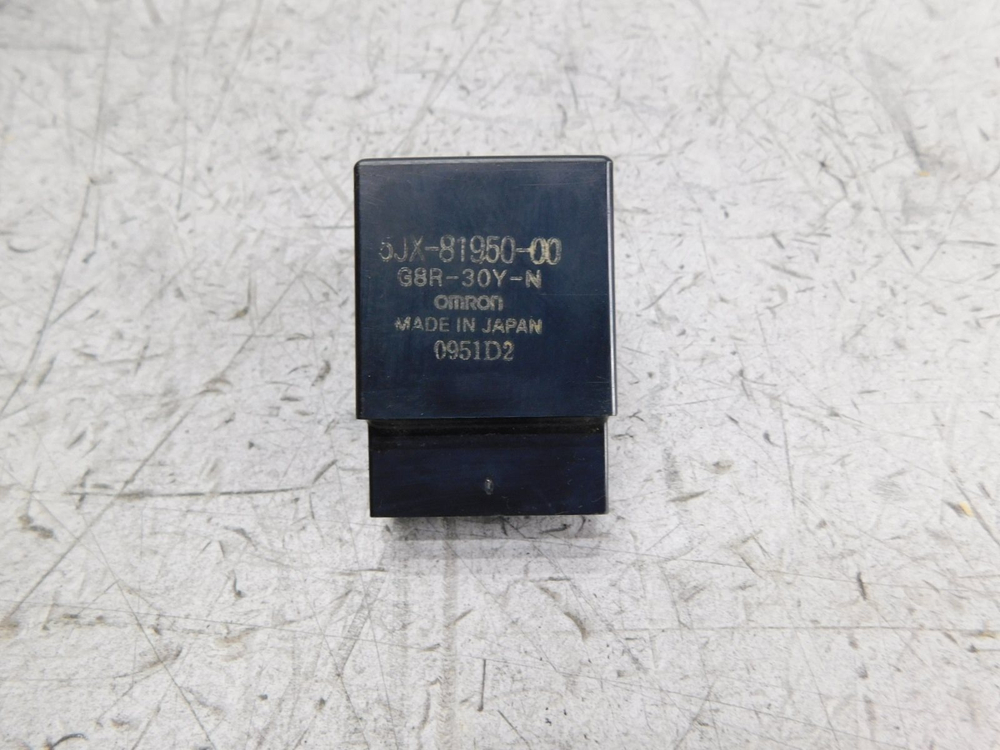 5JX-81950-00
G8R-30Y-N
omron
MADE IN JAPAN
0951D2